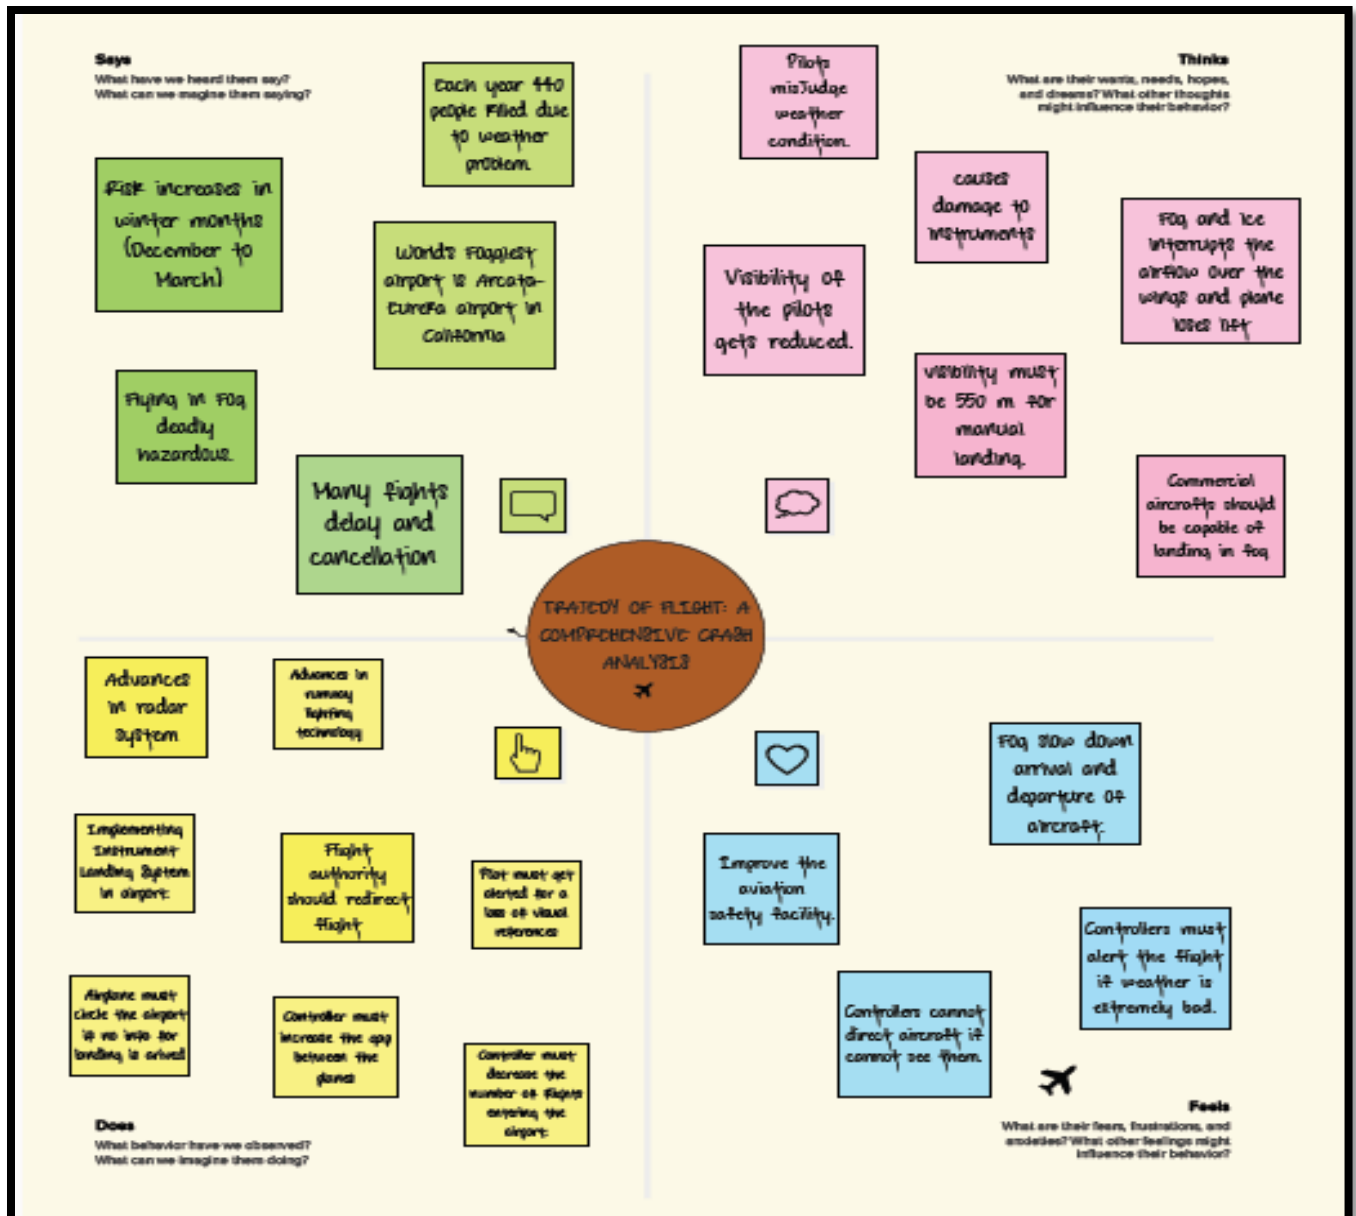 Says
What have we heard them say?
What can we imagine them saying?
Each year 440
people killed due
to weather
problem.
Risk increases in
winter months
(December to
March)
World's Foggiest
airport is Arcata-
Eureka airport in
California
Flying in Fog
deadly
hazardous.
Many fights
delay and
cancellation
Thinks
What are their wants, needs, hopes,
and dreams? What other thoughts
might influence their behavior?
Pilots
misJudge
weather
condition.
causes
damage to
instruments
Fog and Ice
Interrupts the
airflow Over the
wings and plane
loses lift
Visibility Of
the pilots
gets reduced.
visibility must
be 550 m for
manual
landing.
Commercial
aircrafts should
be capable of
landing in fog
TRAJEDY OF FLIGHT: A
COMPREHENSIVE CRASH
ANALYSIS
Advances
in radar
system
Advances in
runway
lighting
technology
Implementing
Instrument
Landing System
in airport.
Flight
authority
should redirect
flight
Pilot must get
alerted for a
loss of visual
references
Airplane must
circle the airport
if no info for
landing is arived
Controller must
increase the gap
between the
planes
Controller must
decrease the
number of flights
entering the
airport.
Does
What behavior have we observed?
What can we imagine them doing?
Fog slow down
arrival and
departure of
aircraft.
Improve the
aviation
safety facility.
Controllers must
alert the flight
if weather is
extremely bad.
Controllers cannot
direct aircraft if
cannot see them.
Feels
What are their fears, frustrations, and
anxieties? What other feelings might
influence their behavior?